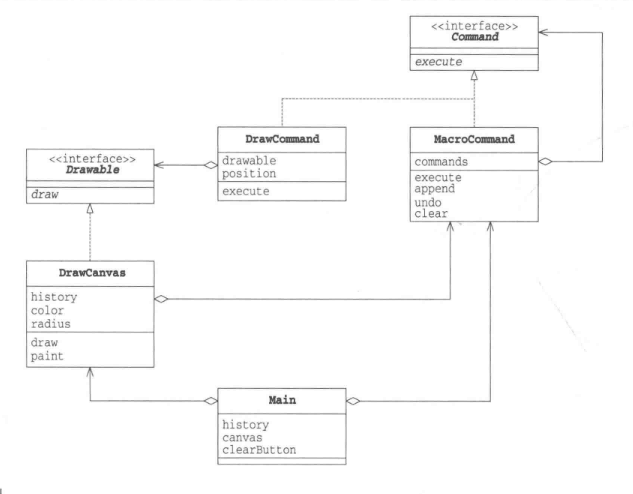 <<interface>>
Command
execute
DrawCommand
drawable
position
execute
MacroCommand
commands
execute
append
undo
clear
<<interface>>
Drawable
draw
DrawCanvas
history
color
radius
draw
paint
Main
history
canvas
clearButton